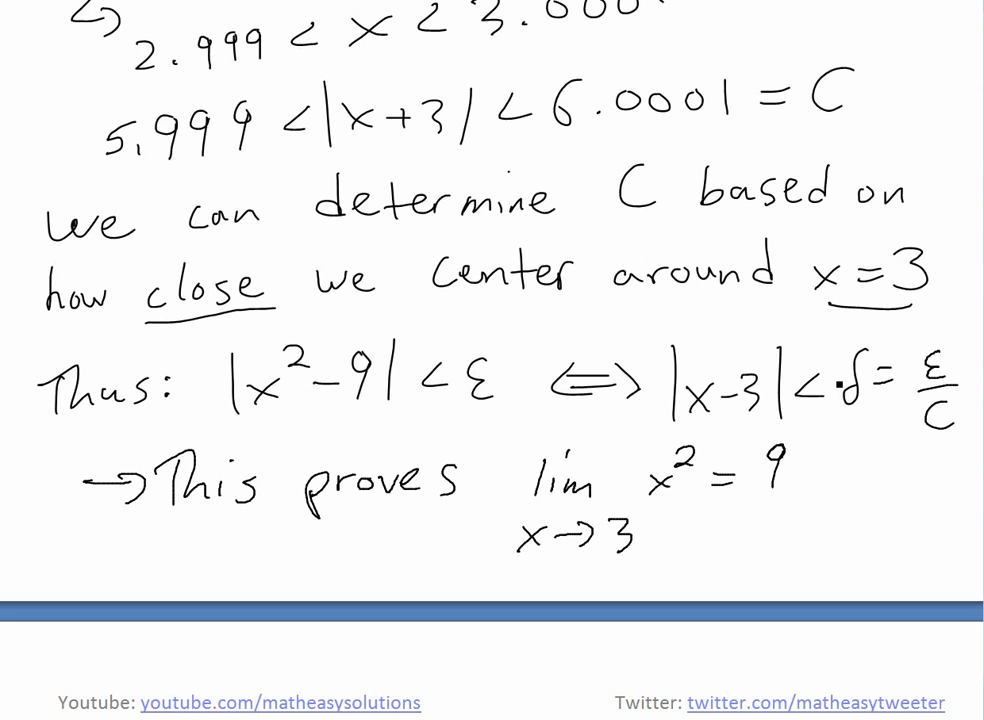 ↪ 2.999 < x < 3.000
5.999 < |x+3| < 6.0001 = C
We can determine C based on
how close we center around x = 3
Thus: |x² - 9| < ε ⟺ |x - 3| < δ = ε/C
→ This proves lim x² = 9
x → 3
Youtube: youtube.com/matheasysolutions Twitter: twitter.com/matheasytweeter